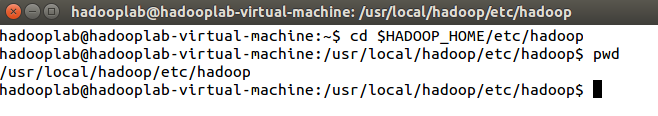 hadooplab@hadooplab-virtual-machine: /usr/local/hadoop/etc/hadoop
hadooplab@hadooplab-virtual-machine:~$ cd $HADOOP_HOME/etc/hadoop
hadooplab@hadooplab-virtual-machine:/usr/local/hadoop/etc/hadoop$ pwd
/usr/local/hadoop/etc/hadoop
hadooplab@hadooplab-virtual-machine:/usr/local/hadoop/etc/hadoop$